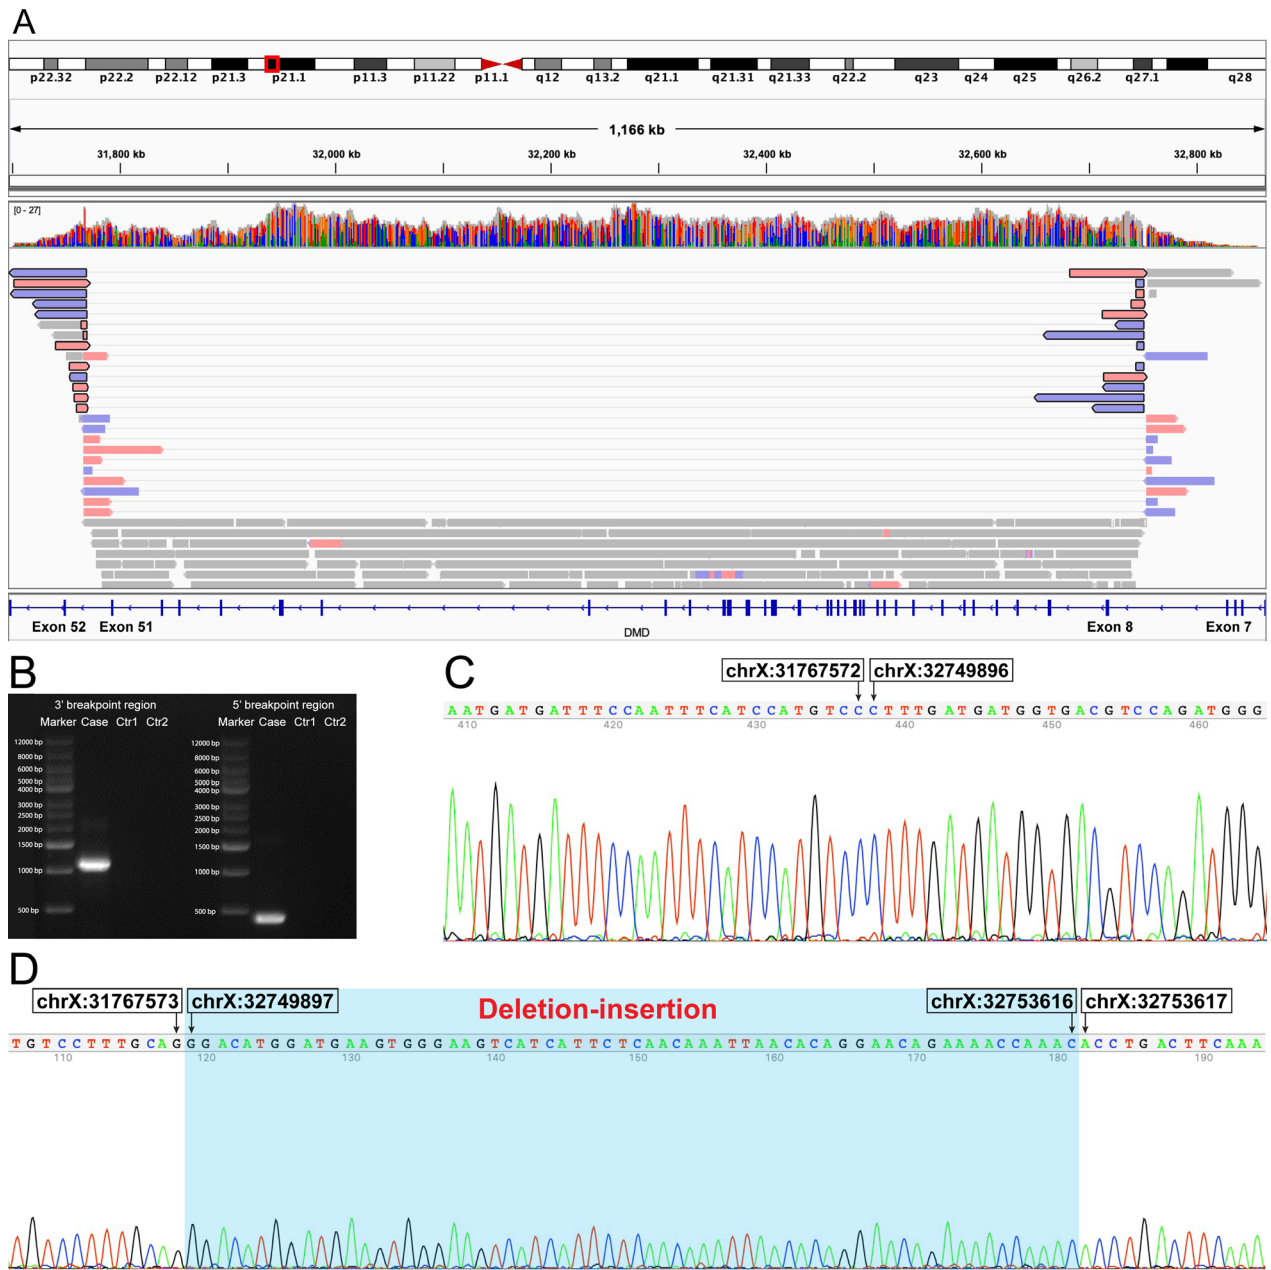 A
p22.32 p22.2 p22.12 p21.3 p21.1 p11.3 p11.22 p11.1 q12 q13.2 q21.1 q21.31 q21.33 q22.2 q23 q24 q25 q26.2 q27.1 q28
1,166 kb
31,800 kb 32,000 kb 32,200 kb 32,400 kb 32,600 kb 32,800 kb
[0 - 27]
Exon 52 Exon 51 DMD Exon 8 Exon 7
B
3' breakpoint region
Marker Case Ctr1 Ctr2
12000 bp
8000 bp
6000 bp
5000 bp
4000 bp
3000 bp
2500 bp
2000 bp
1500 bp
1000 bp
500 bp
5' breakpoint region
Marker Case Ctr1 Ctr2
12000 bp
8000 bp
6000 bp
5000 bp
4000 bp
3000 bp
2500 bp
2000 bp
1500 bp
1000 bp
500 bp
C
chrX:31767572 chrX:32749896
A A T G A T G A T T T C C A A T T T C A T C C A T G T C C C T T T G A T G A T G G T G A C G T C C A G A T G G G
410 420 430 440 450 460
D
Deletion-insertion
chrX:31767573 chrX:32749897 chrX:32753616 chrX:32753617
T G T C C T T T G C A G G G A C A T G G A T G A A G T G G G A A G T C A T C A T T C T C A A C A A A T T A A C A C A G G A A C A G A A A A C C A A A C A C C T G A C T T C A A A
110 120 130 140 150 160 170 180 190